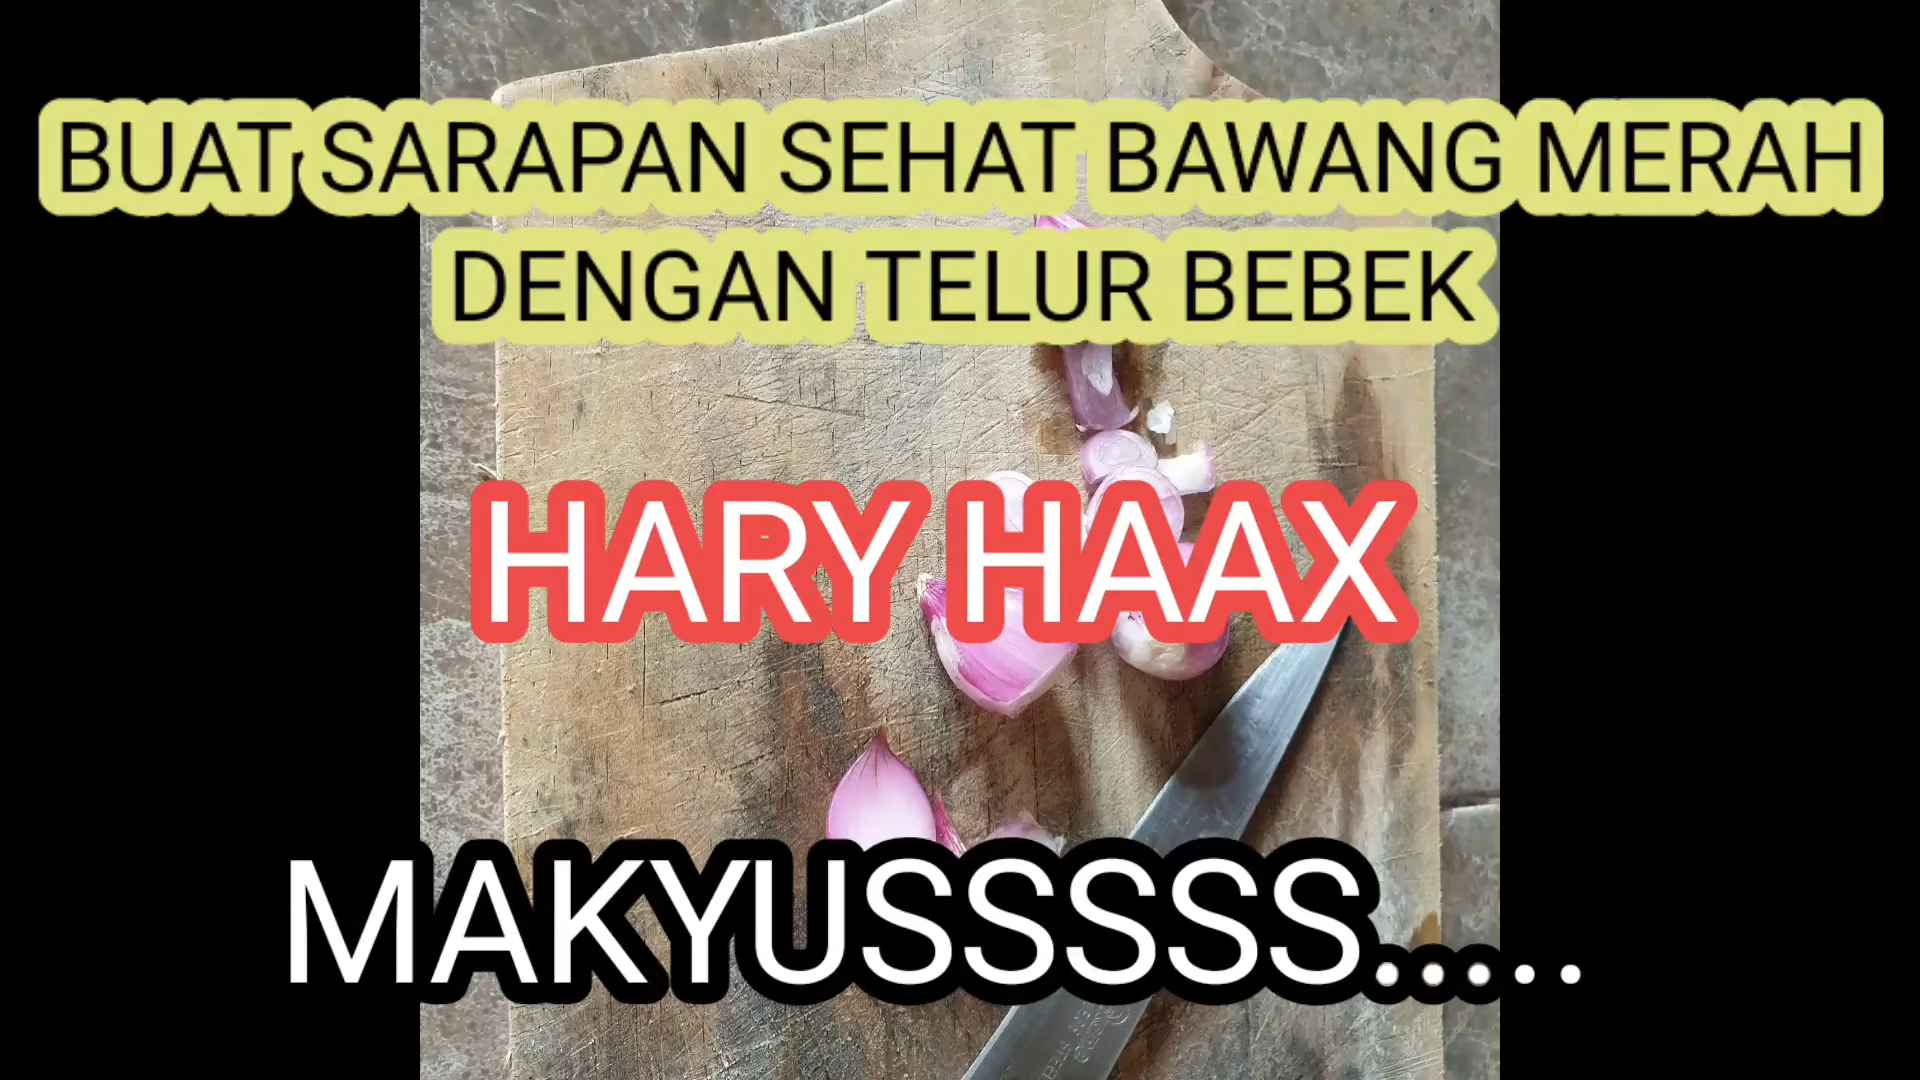 BUAT SARAPAN SEHAT BAWANG MERAH
DENGAN TELUR BEBEK
HARY HAAX
MAKYUSSSSS.....